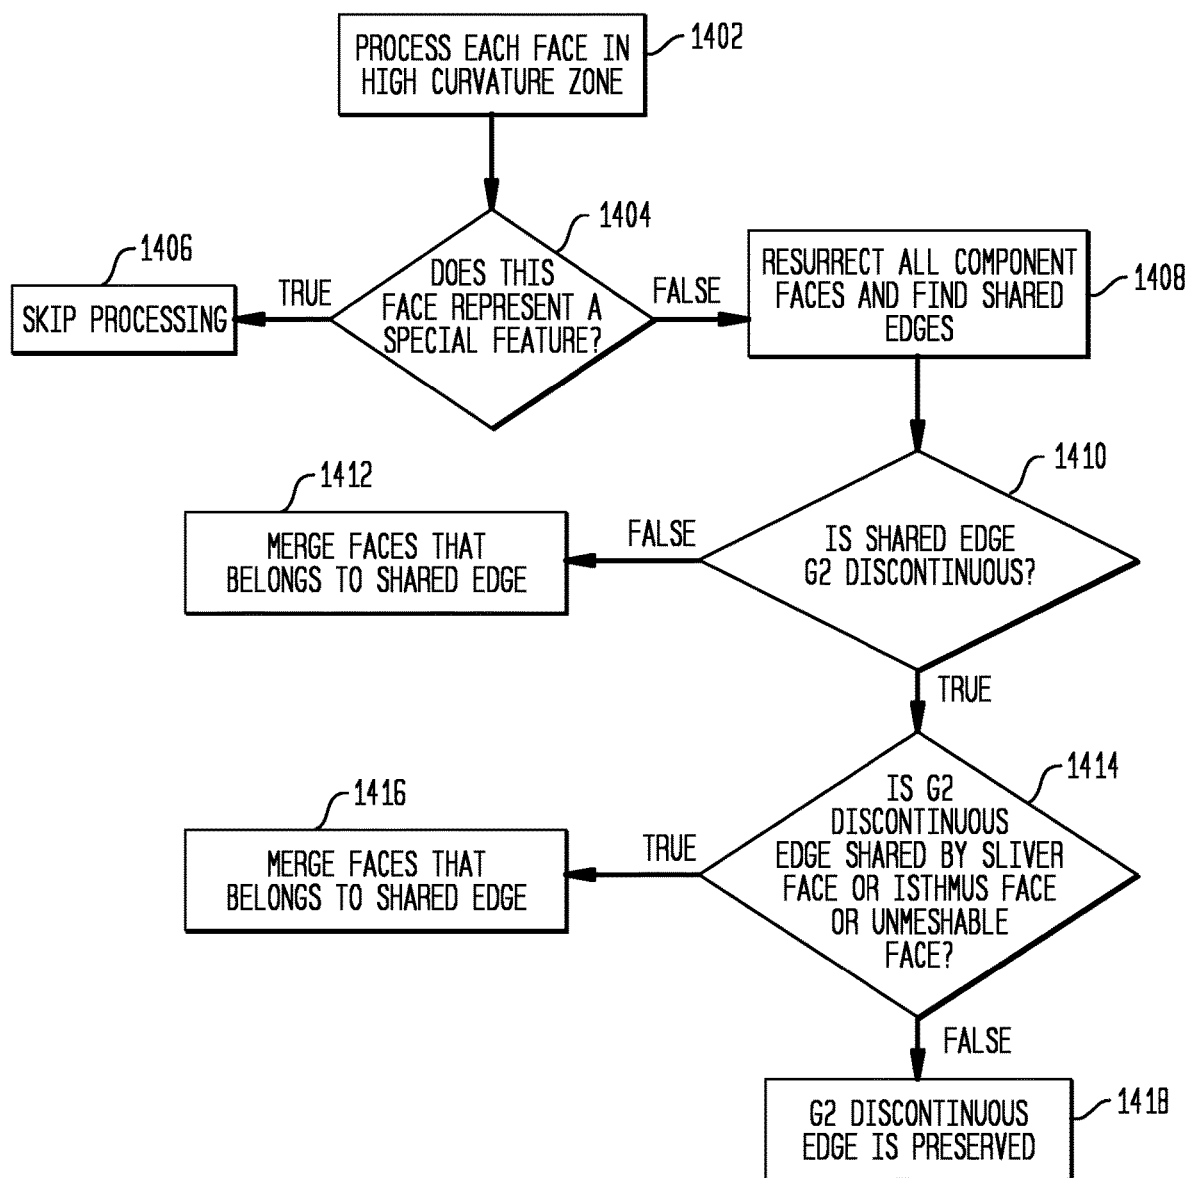 PROCESS EACH FACE IN
HIGH CURVATURE ZONE
1402
1404
DOES THIS
FACE REPRESENT A
SPECIAL FEATURE?
TRUE
1406
SKIP PROCESSING
FALSE
RESURRECT ALL COMPONENT
FACES AND FIND SHARED
EDGES
1408
1410
IS SHARED EDGE
G2 DISCONTINUOUS?
FALSE
1412
MERGE FACES THAT
BELONGS TO SHARED EDGE
TRUE
1414
IS G2
DISCONTINUOUS
EDGE SHARED BY SLIVER
FACE OR ISTHMUS FACE
OR UNMESHABLE
FACE?
TRUE
1416
MERGE FACES THAT
BELONGS TO SHARED EDGE
FALSE
G2 DISCONTINUOUS
EDGE IS PRESERVED
1418